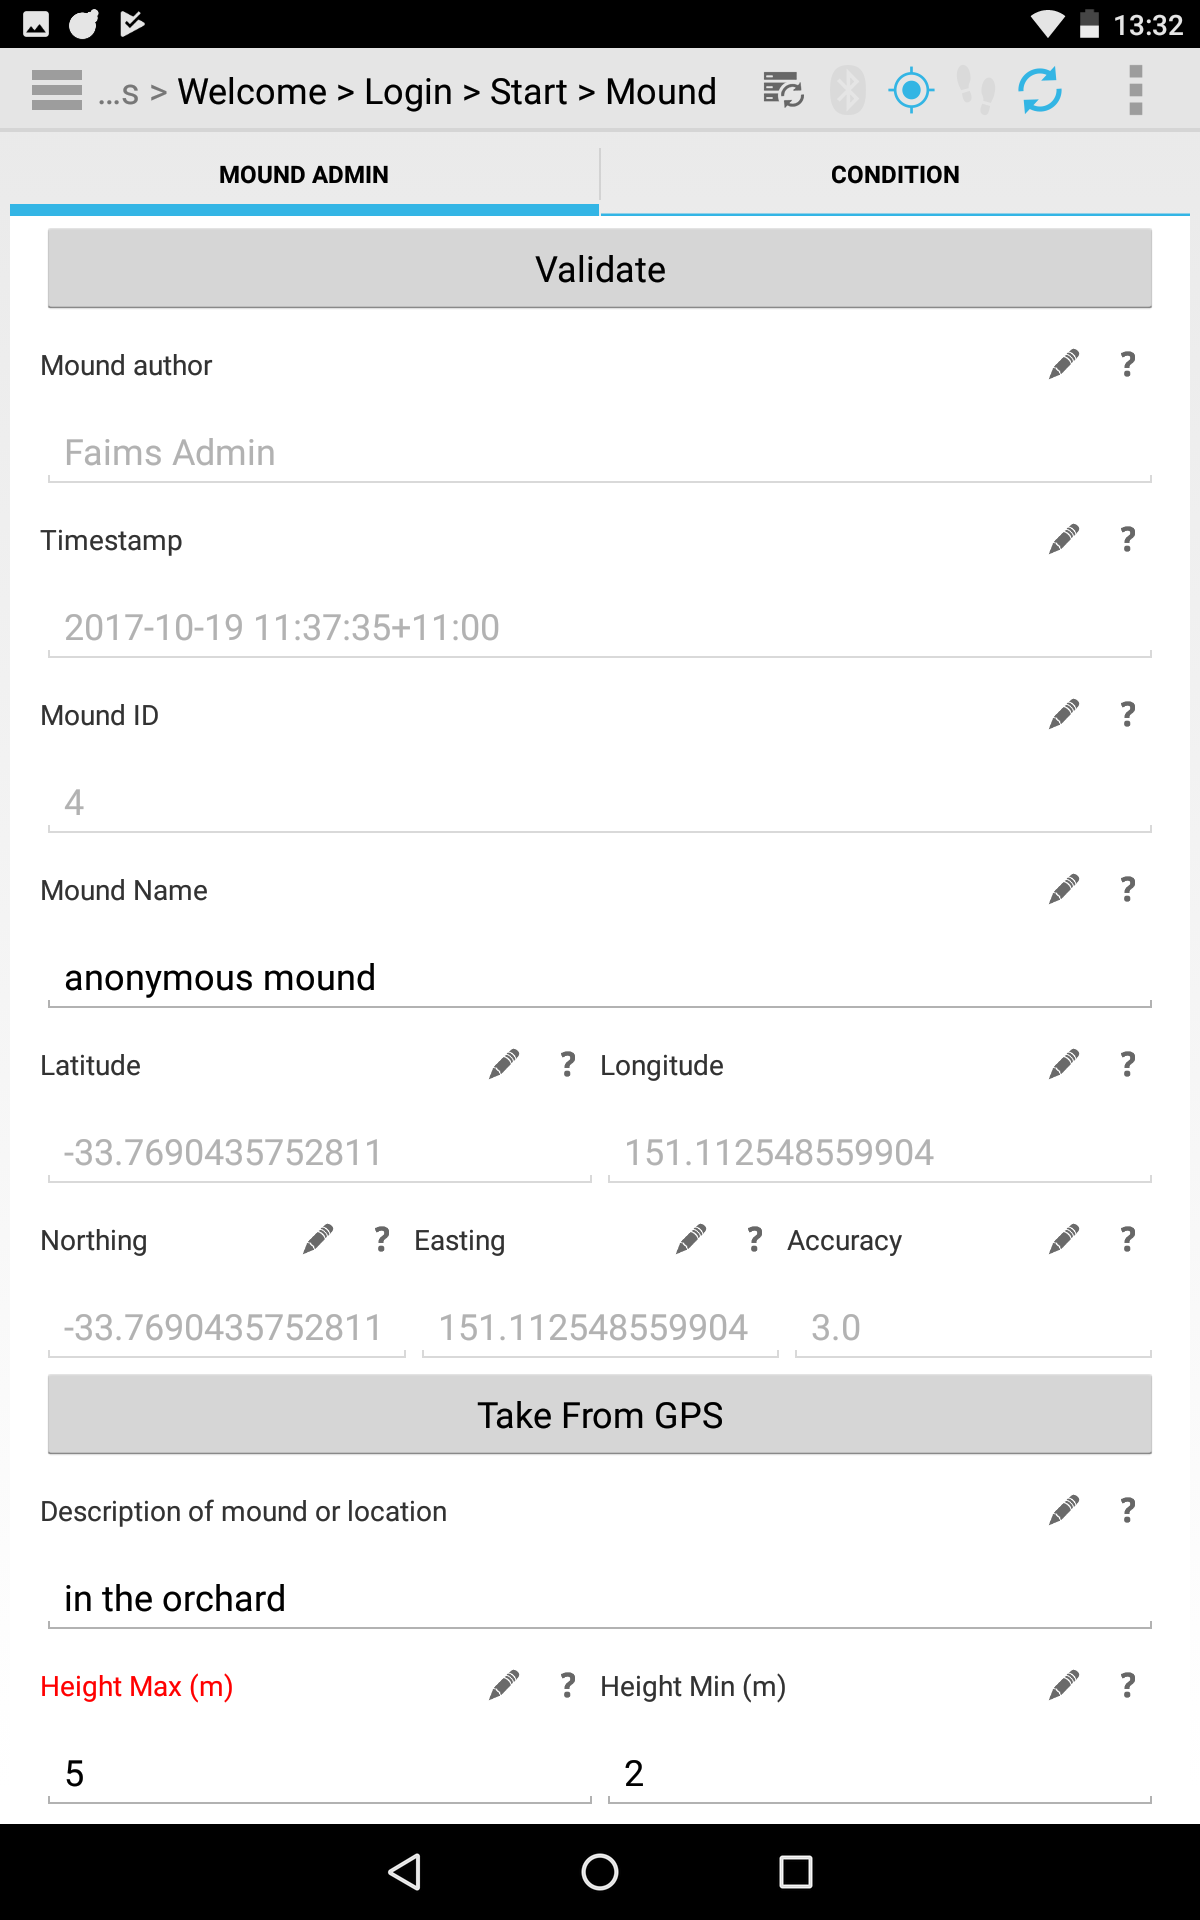 13:32
...s > Welcome > Login > Start > Mound
MOUND ADMIN
CONDITION
Validate
Mound author ?
Faims Admin
Timestamp ?
2017-10-19 11:37:35+11:00
Mound ID ?
4
Mound Name ?
anonymous mound
Latitude ? Longitude ?
-33.7690435752811 151.112548559904
Northing ? Easting ? Accuracy ?
-33.7690435752811 151.112548559904 3.0
Take From GPS
Description of mound or location ?
in the orchard
Height Max (m) ? Height Min (m) ?
5 2